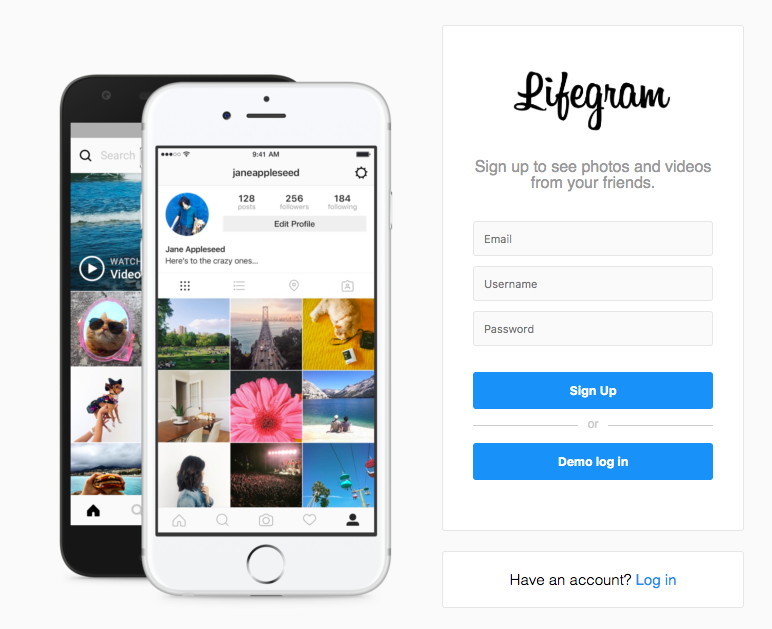 Search
WATCH
Video
9:41 AM
janeappleseed
128
posts
256
followers
184
following
Edit Profile
Jane Appleseed
Here's to the crazy ones...
Lifegram
Sign up to see photos and videos
from your friends.
Email
Username
Password
Sign Up
or
Demo log in
Have an account? Log in